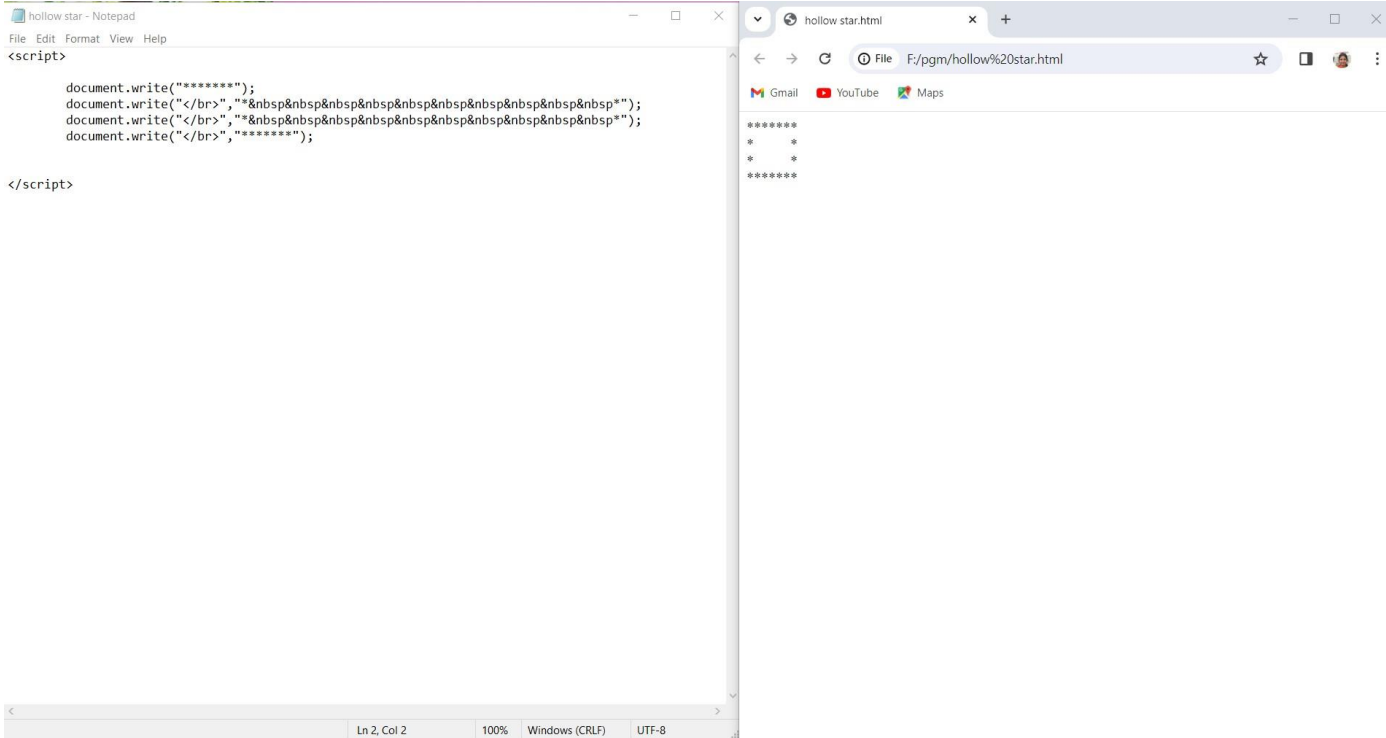 hollow star - Notepad
File Edit Format View Help
<script>
document.write("*******");
document.write("</br>","*&nbsp&nbsp&nbsp&nbsp&nbsp&nbsp&nbsp&nbsp&nbsp&nbsp*");
document.write("</br>","*&nbsp&nbsp&nbsp&nbsp&nbsp&nbsp&nbsp&nbsp&nbsp&nbsp*");
document.write("</br>","*******");
</script>
Ln 2, Col 2 100% Windows (CRLF) UTF-8
hollow star.html
File F:/pgm/hollow%20star.html
Gmail YouTube Maps
*******
* *
* *
*******